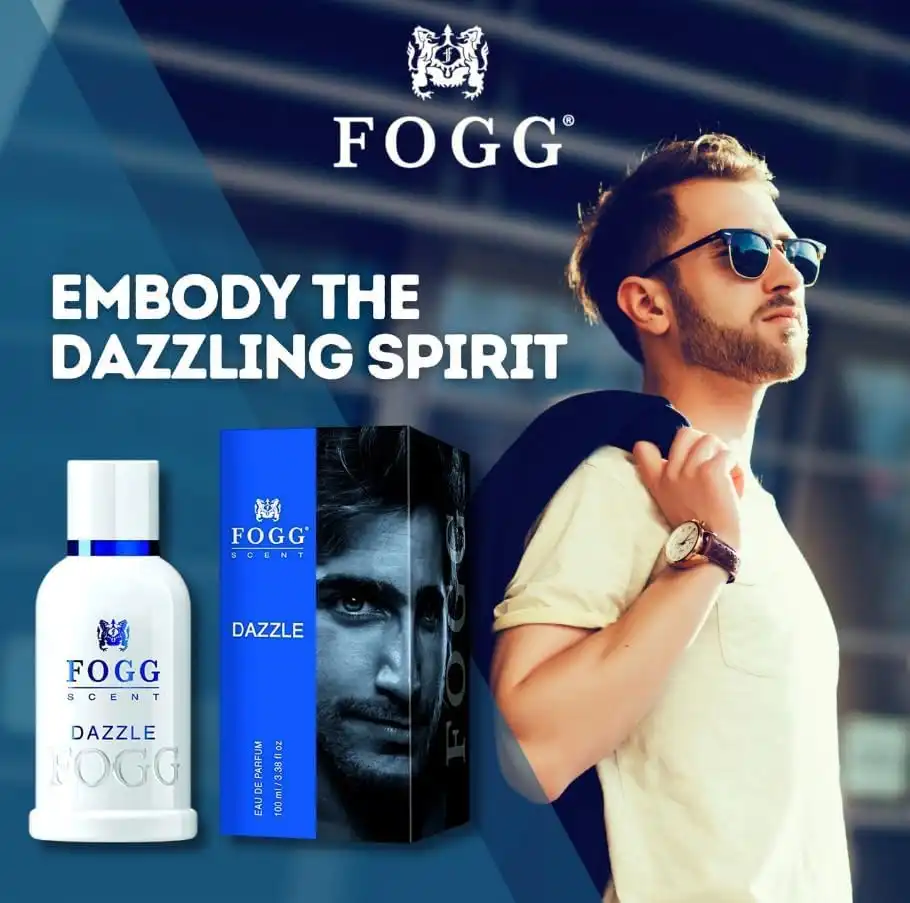 FOGG®
EMBODY THE
DAZZLING SPIRIT
FOGG
SCENT
DAZZLE
FOGG
FOGG®
SCENT
DAZZLE
EAU DE PARFUM
100 ml / 3.38 fl oz
FOGG